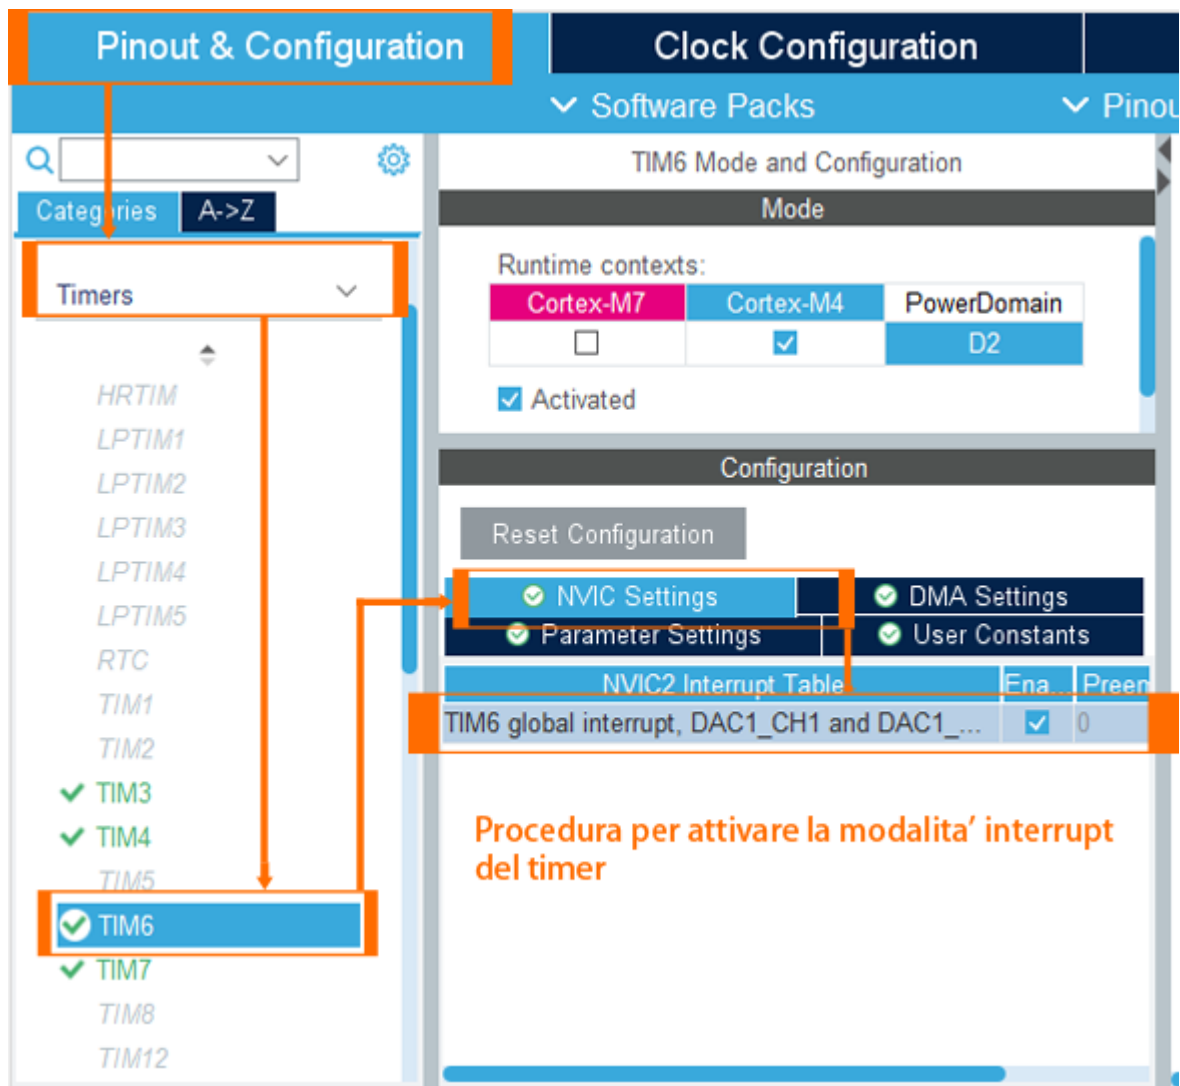 Pinout & Configuration
Clock Configuration
Software Packs
Pinou
Categories
A->Z
Timers
HRTIM
LPTIM1
LPTIM2
LPTIM3
LPTIM4
LPTIM5
RTC
TIM1
TIM2
TIM3
TIM4
TIM5
TIM6
TIM7
TIM8
TIM12
TIM6 Mode and Configuration
Mode
Runtime contexts:
Cortex-M7
Cortex-M4
PowerDomain
D2
Activated
Configuration
Reset Configuration
NVIC Settings
DMA Settings
Parameter Settings
User Constants
NVIC2 Interrupt Table
Ena...
Preen
TIM6 global interrupt, DAC1_CH1 and DAC1_...
0
Procedura per attivare la modalita’ interrupt
del timer